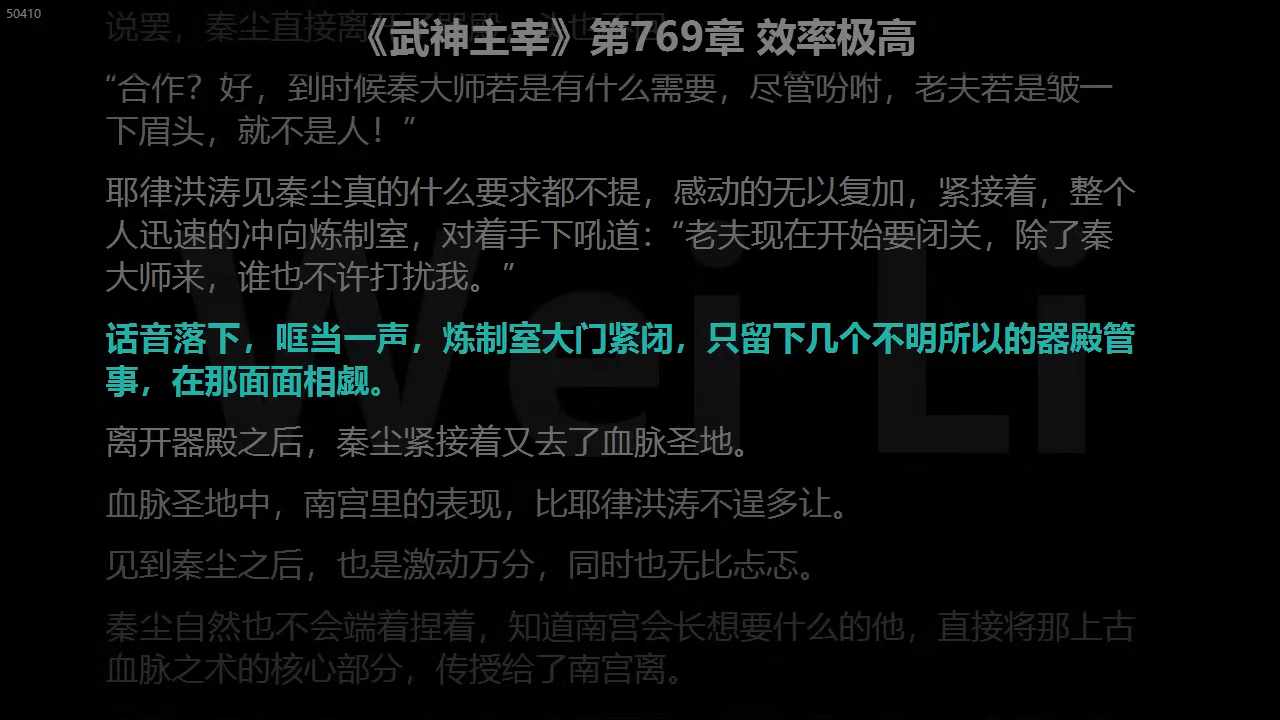 50410
说罢，秦尘直接离开了器殿，头也不回。
《武神主宰》第769章 效率极高
“合作？好，到时候秦大师若是有什么需要，尽管吩咐，老夫若是皱一
下眉头，就不是人！”
耶律洪涛见秦尘真的什么要求都不提，感动的无以复加，紧接着，整个
人迅速的冲向炼制室，对着手下吼道：“老夫现在开始要闭关，除了秦
大师来，谁也不许打扰我。”
话音落下，哐当一声，炼制室大门紧闭，只留下几个不明所以的器殿管
事，在那面面相觑。
离开器殿之后，秦尘紧接着又去了血脉圣地。
血脉圣地中，南宫里的表现，比耶律洪涛不逞多让。
见到秦尘之后，也是激动万分，同时也无比忐忑。
秦尘自然也不会端着捏着，知道南宫会长想要什么的他，直接将那上古
血脉之术的核心部分，传授给了南宫离。
Wei Li